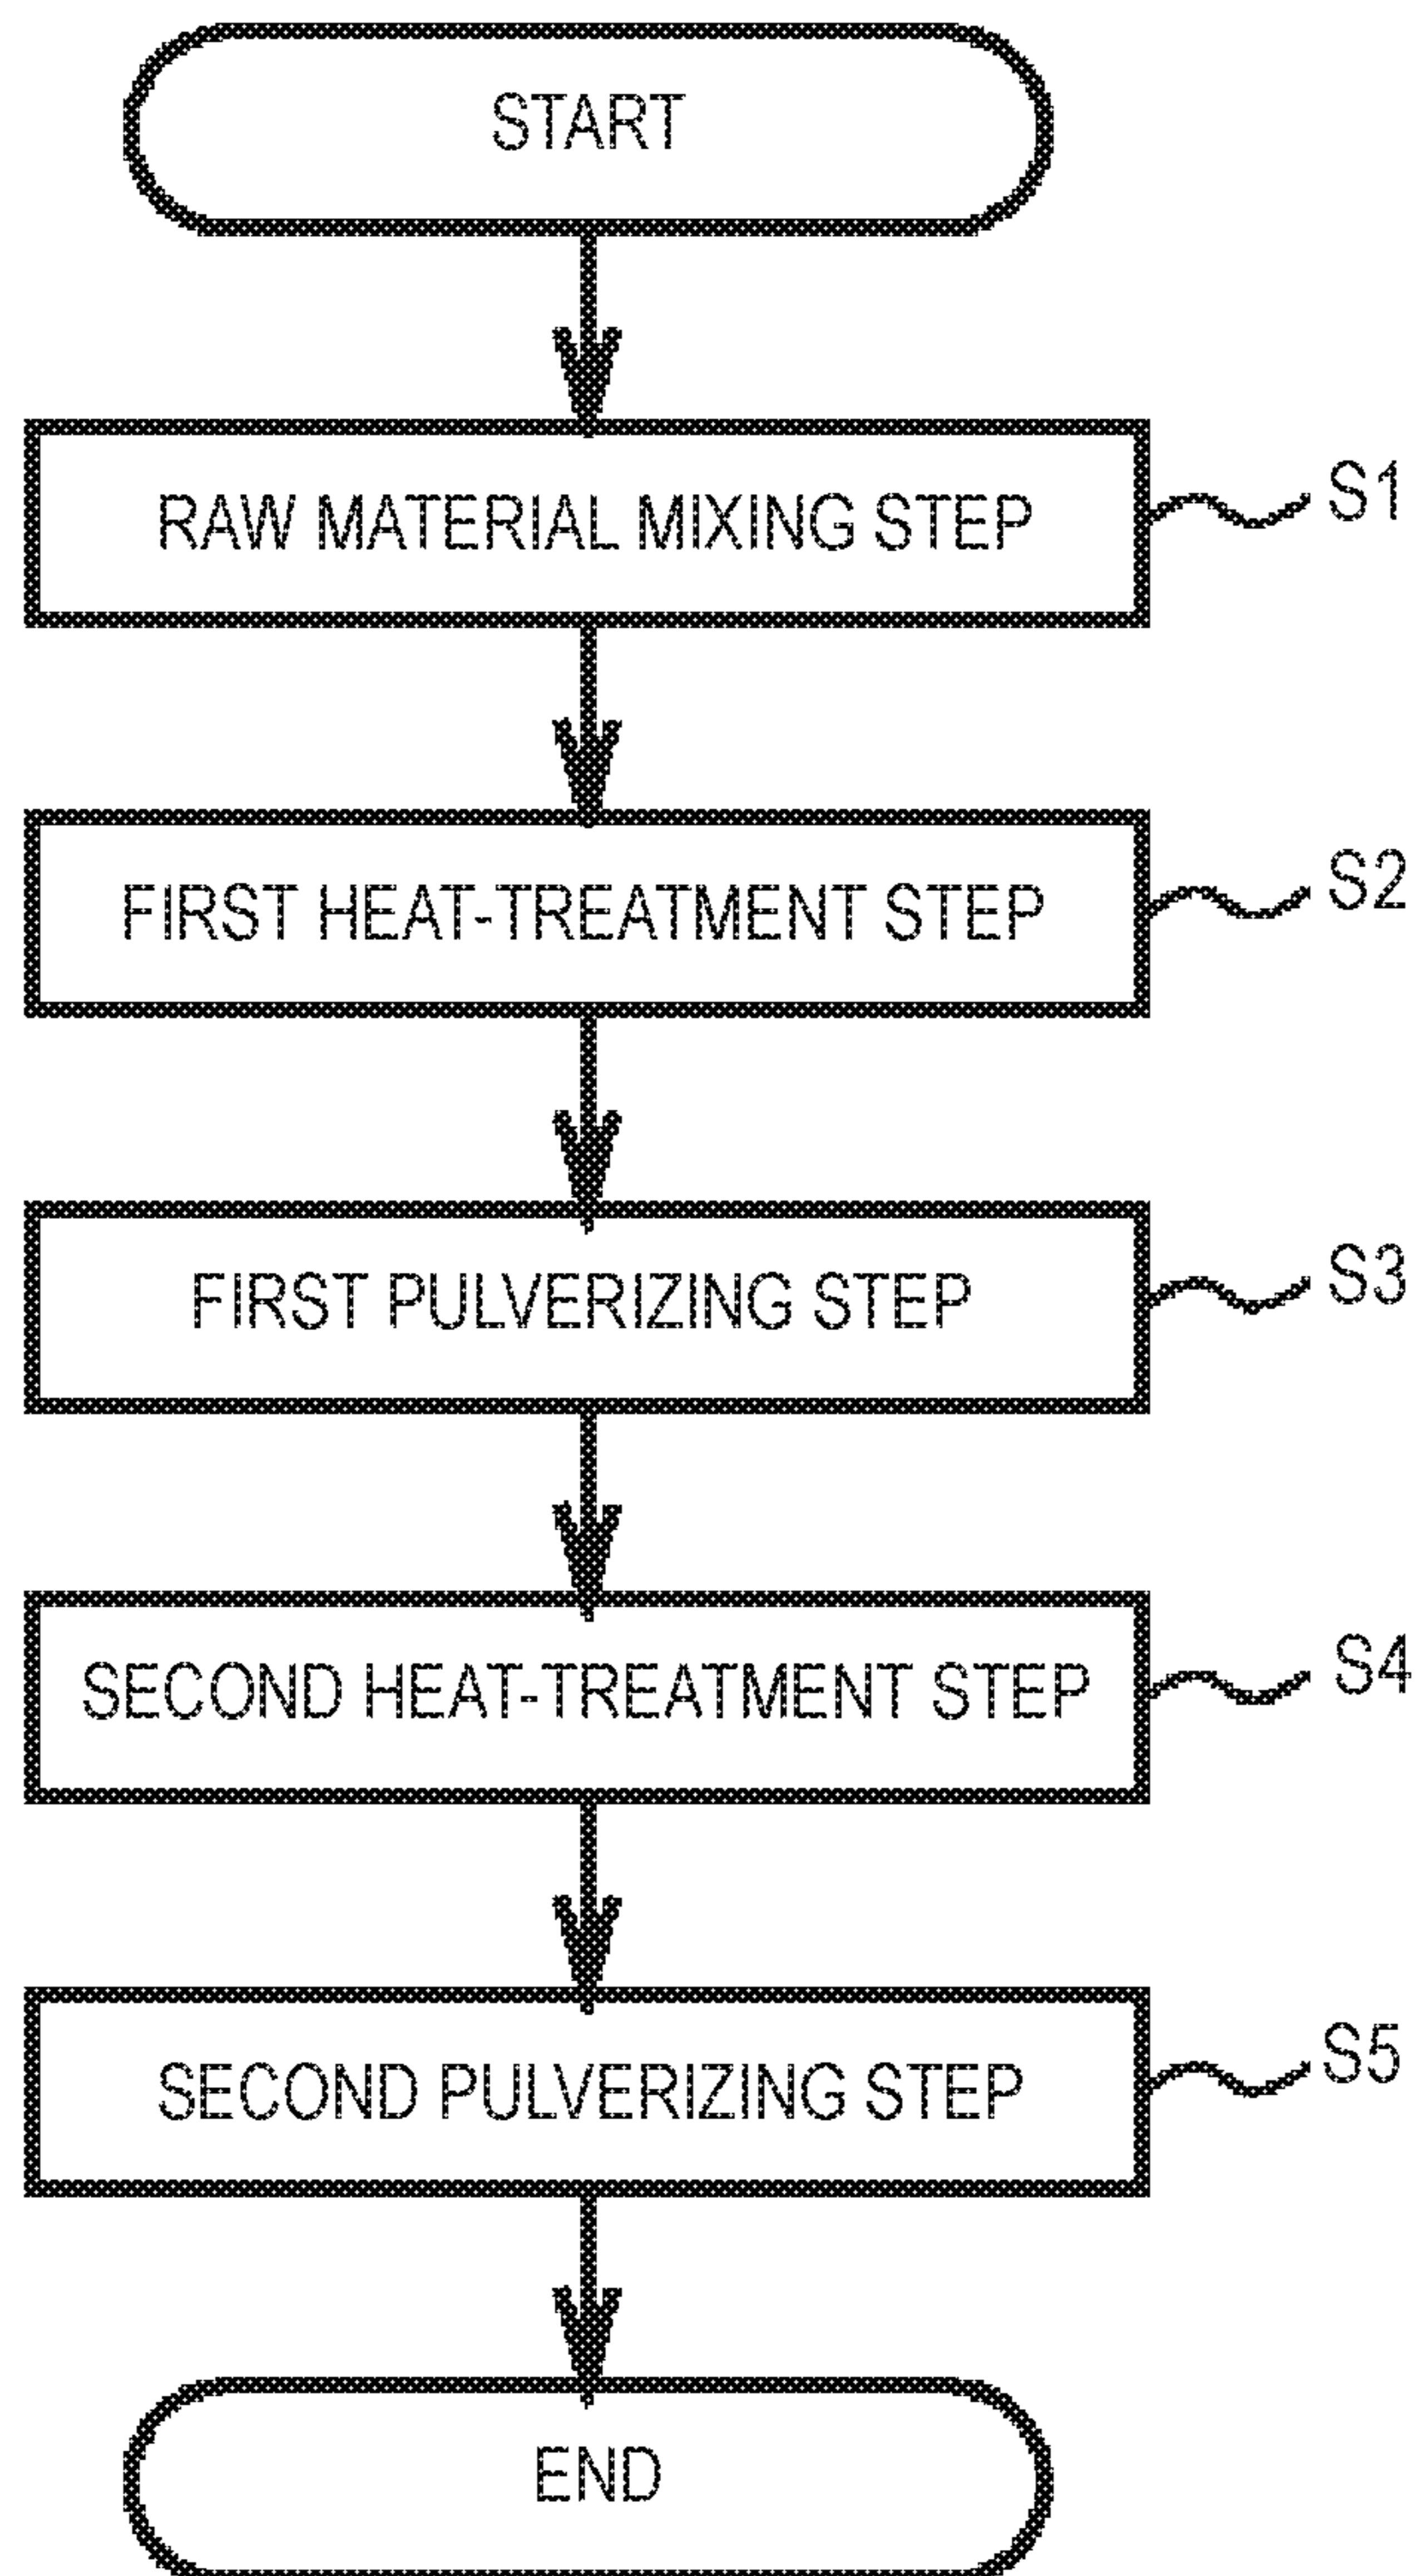 START
RAW MATERIAL MIXING STEP
S1
FIRST HEAT-TREATMENT STEP
S2
FIRST PULVERIZING STEP
S3
SECOND HEAT-TREATMENT STEP
S4
SECOND PULVERIZING STEP
S5
END